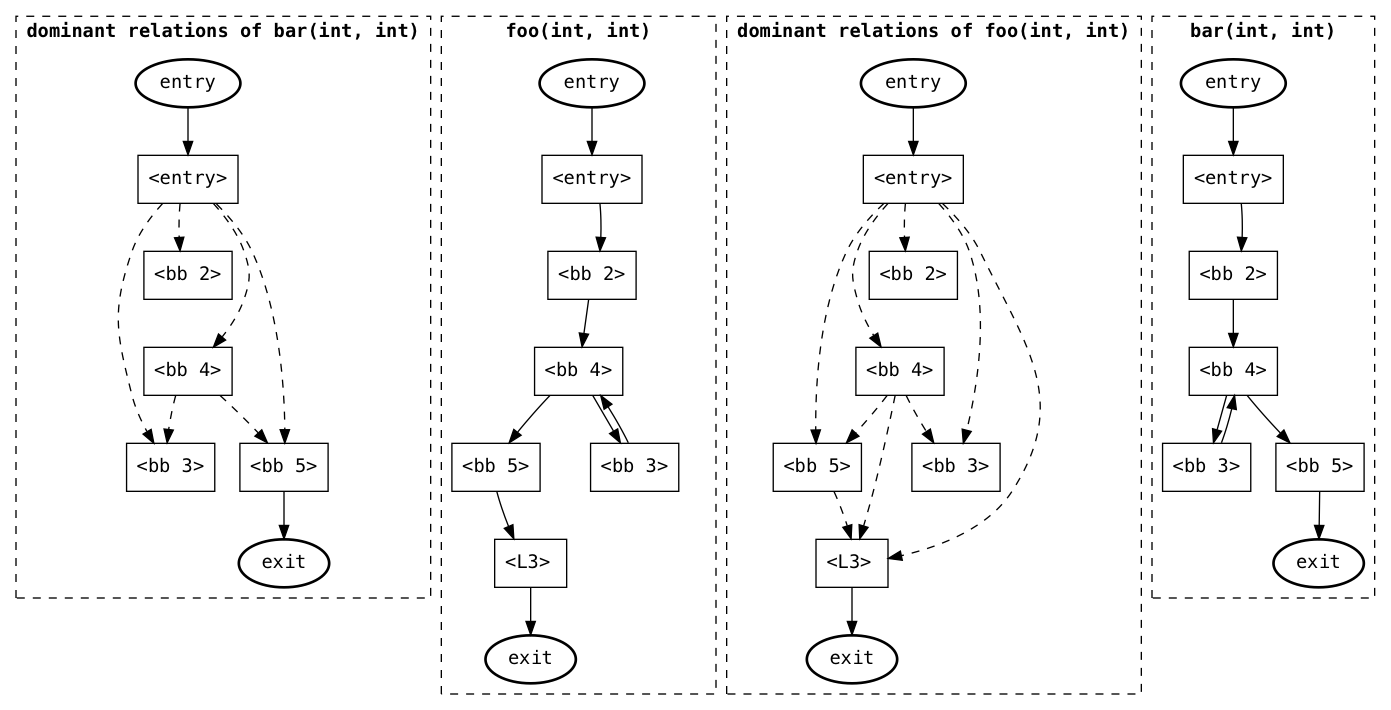 dominant relations of bar(int, int)
entry
<entry>
<bb 2>
<bb 4>
<bb 3>
<bb 5>
exit
foo(int, int)
entry
<entry>
<bb 2>
<bb 4>
<bb 5>
<bb 3>
<L3>
exit
dominant relations of foo(int, int)
entry
<entry>
<bb 2>
<bb 4>
<bb 5>
<bb 3>
<L3>
exit
bar(int, int)
entry
<entry>
<bb 2>
<bb 4>
<bb 3>
<bb 5>
exit